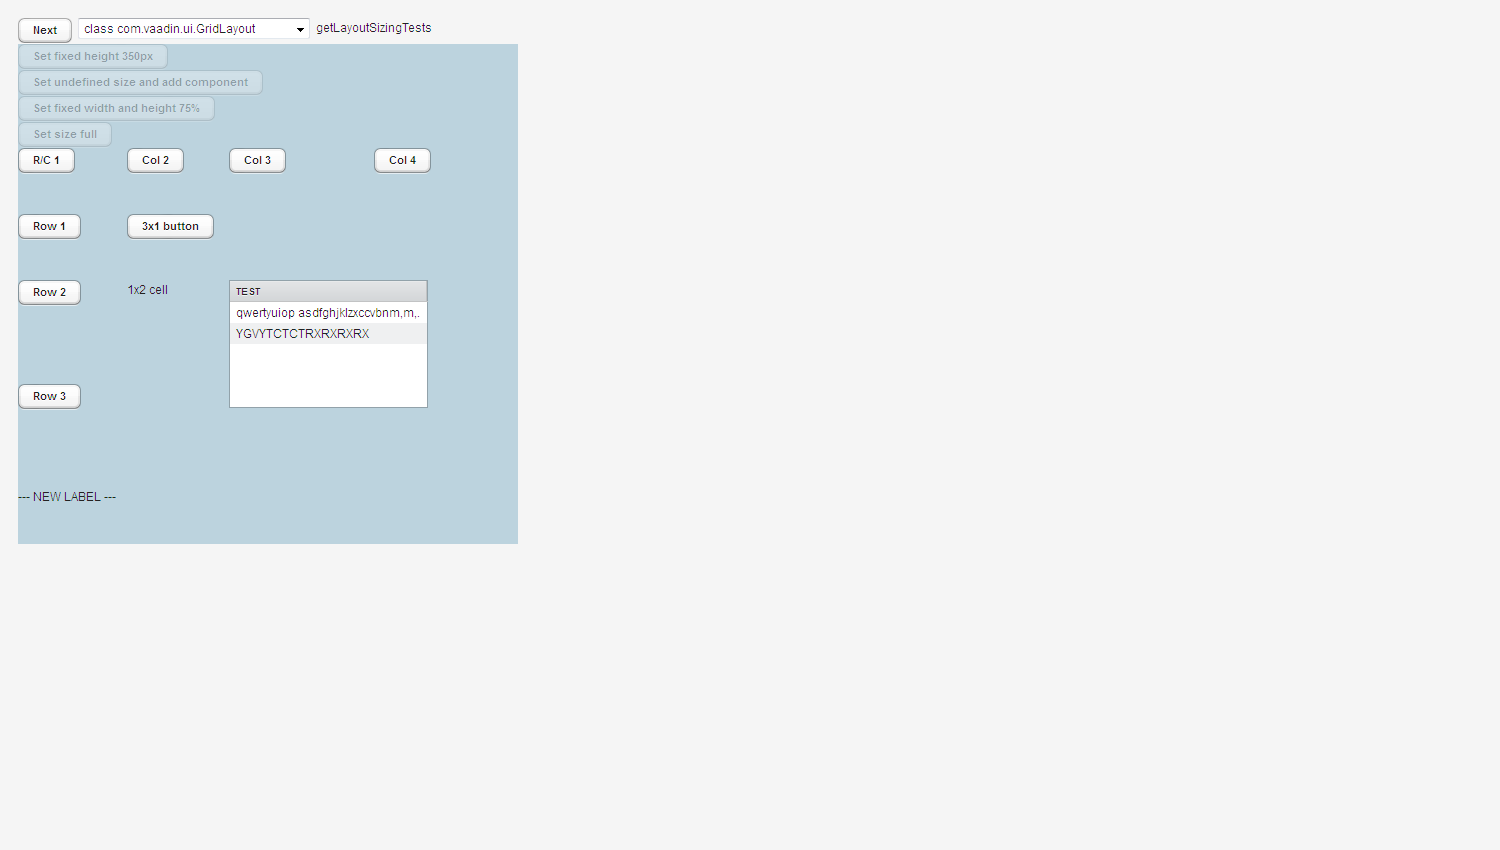 Next class com.vaadin.ui.GridLayout getLayoutSizingTests
Set fixed height 350px
Set undefined size and add component
Set fixed width and height 75%
Set size full
R/C 1 Col 2 Col 3 Col 4
Row 1 3x1 button
Row 2 1x2 cell TEST
qwertyuiop asdfghjklzxccvbnm,m,.
YGVYTCTCTRXRXRXRX
Row 3
--- NEW LABEL ---